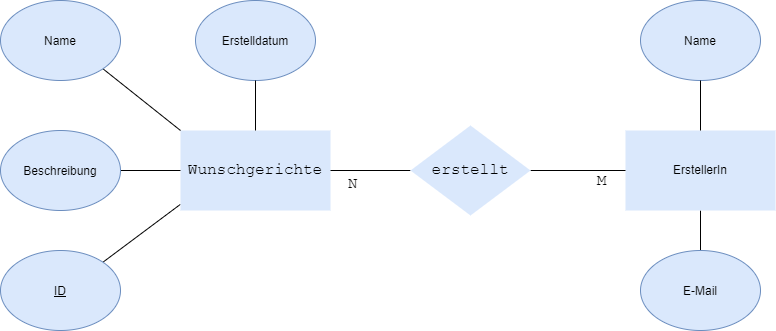 Name
Erstelldatum
Name
Beschreibung
Wunschgerichte
erstellt
ErstellerIn
N
M
ID
E-Mail